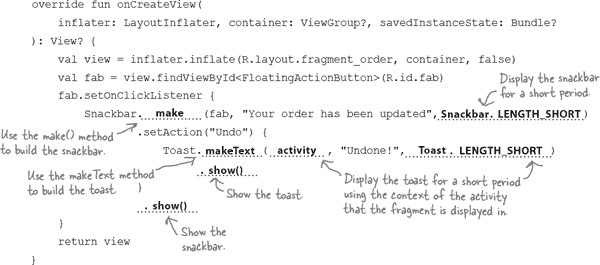 override fun onCreateView(
inflater: LayoutInflater, container: ViewGroup?, savedInstanceState: Bundle?
): View? {
val view = inflater.inflate(R.layout.fragment_order, container, false)
val fab = view.findViewById<FloatingActionButton>(R.id.fab)
fab.setOnClickListener {
Display the snackbar
for a short period.
Snackbar. make (fab, "Your order has been updated", Snackbar. LENGTH_SHORT)
.setAction("Undo") {
Use the make() method
to build the snackbar.
Toast. makeText ( activity , "Undone!", Toast . LENGTH_SHORT )
Use the makeText method
to build the toast.
. show()
Show the toast.
Display the toast for a short period
using the context of the activity
that the fragment is displayed in.
}
. show()
Show the
snackbar.
}
return view
}